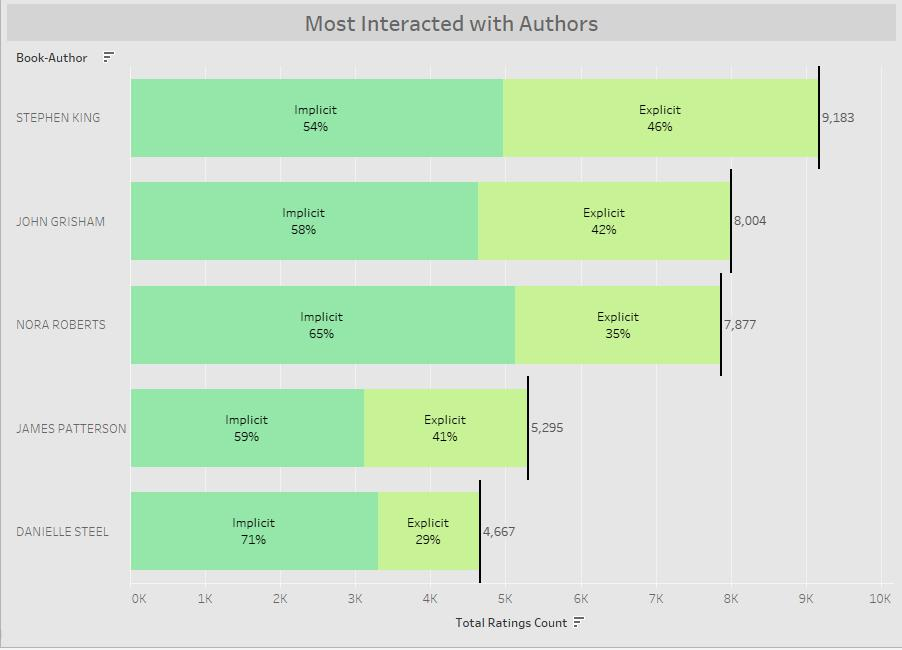 Most Interacted with Authors
Book-Author
STEPHEN KING
Implicit
54%
Explicit
46%
9,183
JOHN GRISHAM
Implicit
58%
Explicit
42%
8,004
NORA ROBERTS
Implicit
65%
Explicit
35%
7,877
JAMES PATTERSON
Implicit
59%
Explicit
41%
5,295
DANIELLE STEEL
Implicit
71%
Explicit
29%
4,667
0K 1K 2K 3K 4K 5K 6K 7K 8K 9K 10K
Total Ratings Count